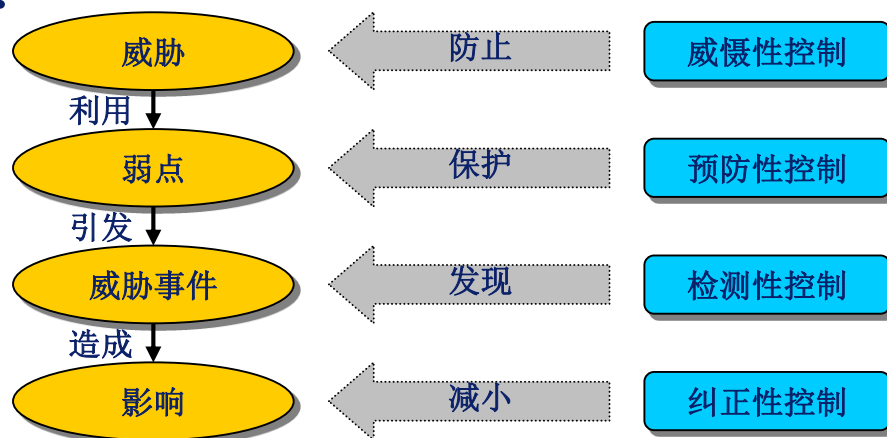 威胁
防止
威慑性控制
利用
弱点
保护
预防性控制
引发
威胁事件
发现
检测性控制
造成
影响
减小
纠正性控制